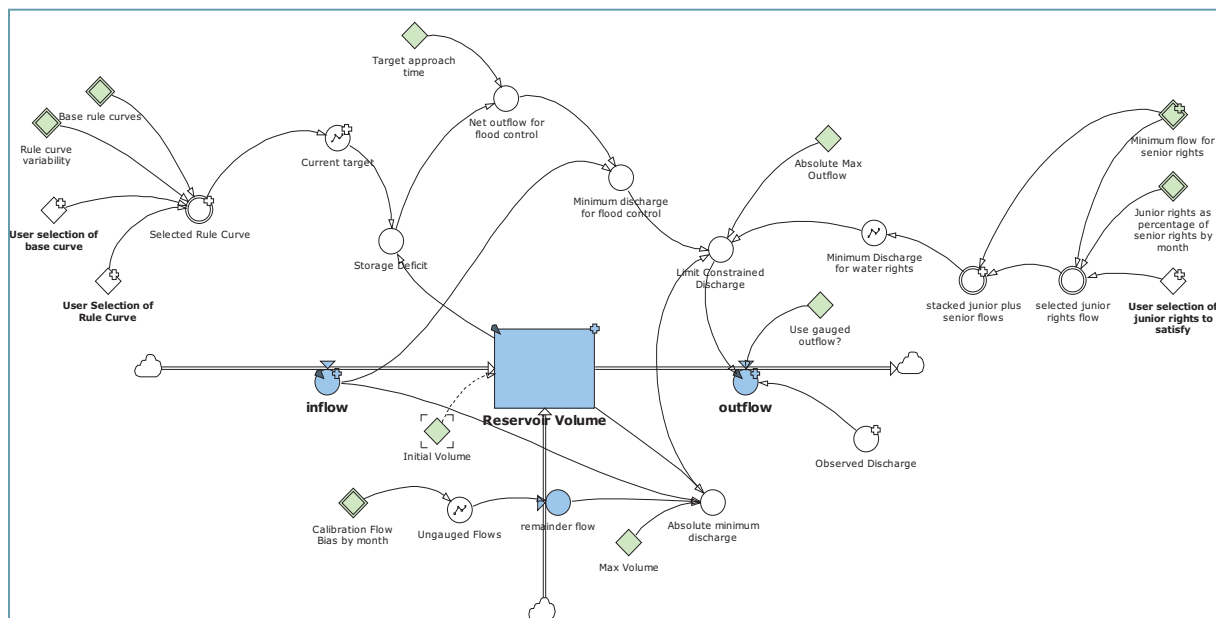 Target approach
time
Base rule curves
Rule curve
variability
Net outflow for
flood control
Current target
Absolute Max
Outflow
Minimum flow for
senior rights
Minimum discharge
for flood control
Junior rights as
percentage of
senior rights by
month
User selection of
base curve
Selected Rule Curve
Storage Deficit
Limit Constrained
Discharge
Minimum Discharge
for water rights
User Selection of
Rule Curve
stacked junior plus
senior flows
selected junior
rights flow
User selection of
junior rights to
satisfy
Use gauged
outflow?
inflow
Reservoir Volume
outflow
Initial Volume
Observed Discharge
Calibration Flow
Bias by month
Ungauged Flows
remainder flow
Absolute minimum
discharge
Max Volume